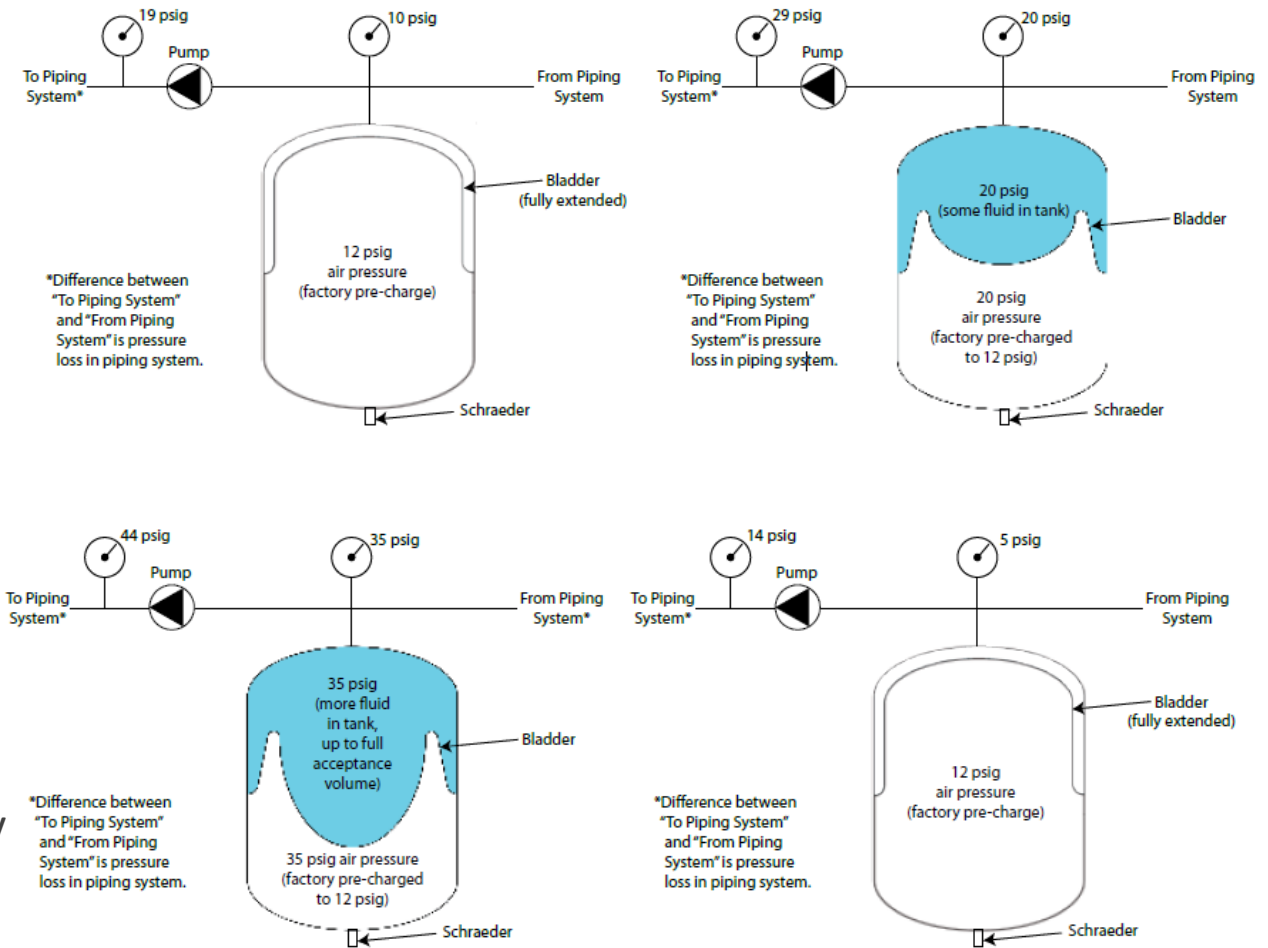 19 psig
10 psig
Pump
To Piping
System*
From Piping
System
Bladder
(fully extended)
12 psig
air pressure
(factory pre-charge)
*Difference between
"To Piping System"
and "From Piping
System" is pressure
loss in piping system.
Schraeder
29 psig
20 psig
Pump
To Piping
System*
From Piping
System
20 psig
(some fluid in tank)
Bladder
*Difference between
"To Piping System"
and "From Piping
System" is pressure
loss in piping system.
20 psig
air pressure
(factory pre-charged
to 12 psig)
Schraeder
44 psig
35 psig
Pump
To Piping
System*
From Piping
System*
35 psig
(more fluid
in tank,
up to full
acceptance
volume)
Bladder
*Difference between
"To Piping System"
and "From Piping
System" is pressure
loss in piping system.
35 psig air pressure
(factory pre-charged
to 12 psig)
Schraeder
14 psig
5 psig
Pump
To Piping
System*
From Piping
System
Bladder
(fully extended)
12 psig
air pressure
(factory pre-charge)
*Difference between
"To Piping System"
and "From Piping
System" is pressure
loss in piping system.
Schraeder